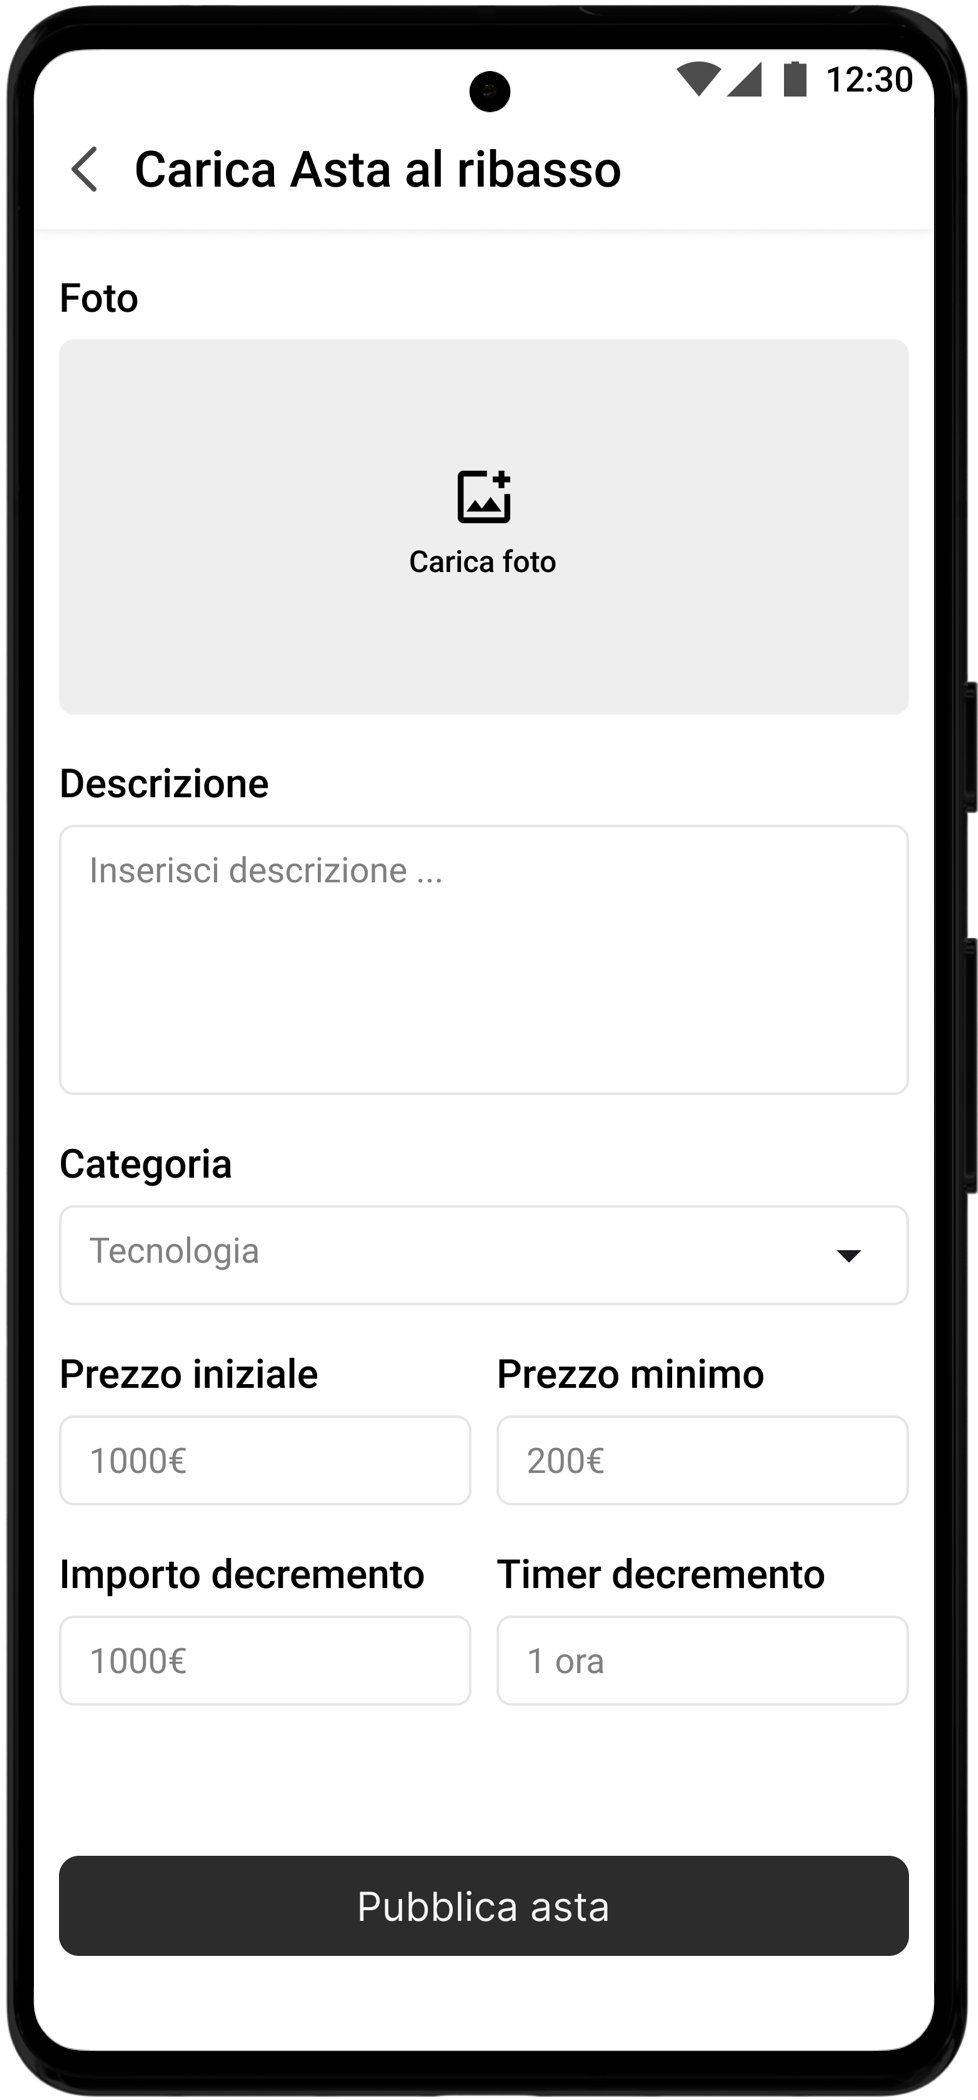 12:30
Carica Asta al ribasso
Foto
Carica foto
Descrizione
Inserisci descrizione ...
Categoria
Tecnologia
Prezzo iniziale Prezzo minimo
1000€ 200€
Importo decremento Timer decremento
1000€ 1 ora
Pubblica asta